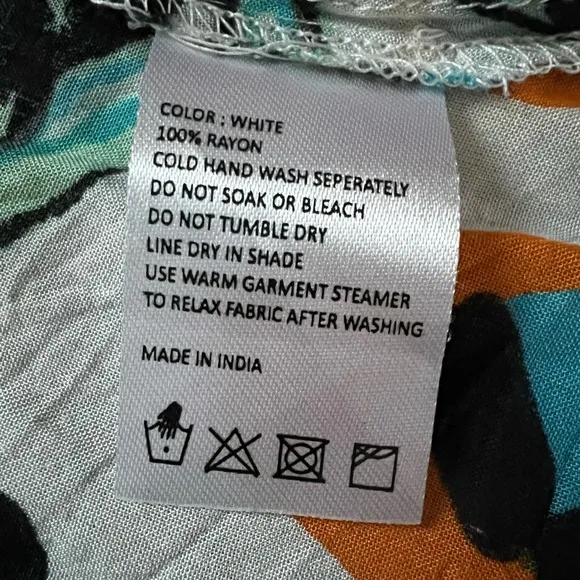 COLOR : WHITE
100% RAYON
COLD HAND WASH SEPERATELY
DO NOT SOAK OR BLEACH
DO NOT TUMBLE DRY
LINE DRY IN SHADE
USE WARM GARMENT STEAMER
TO RELAX FABRIC AFTER WASHING
MADE IN INDIA